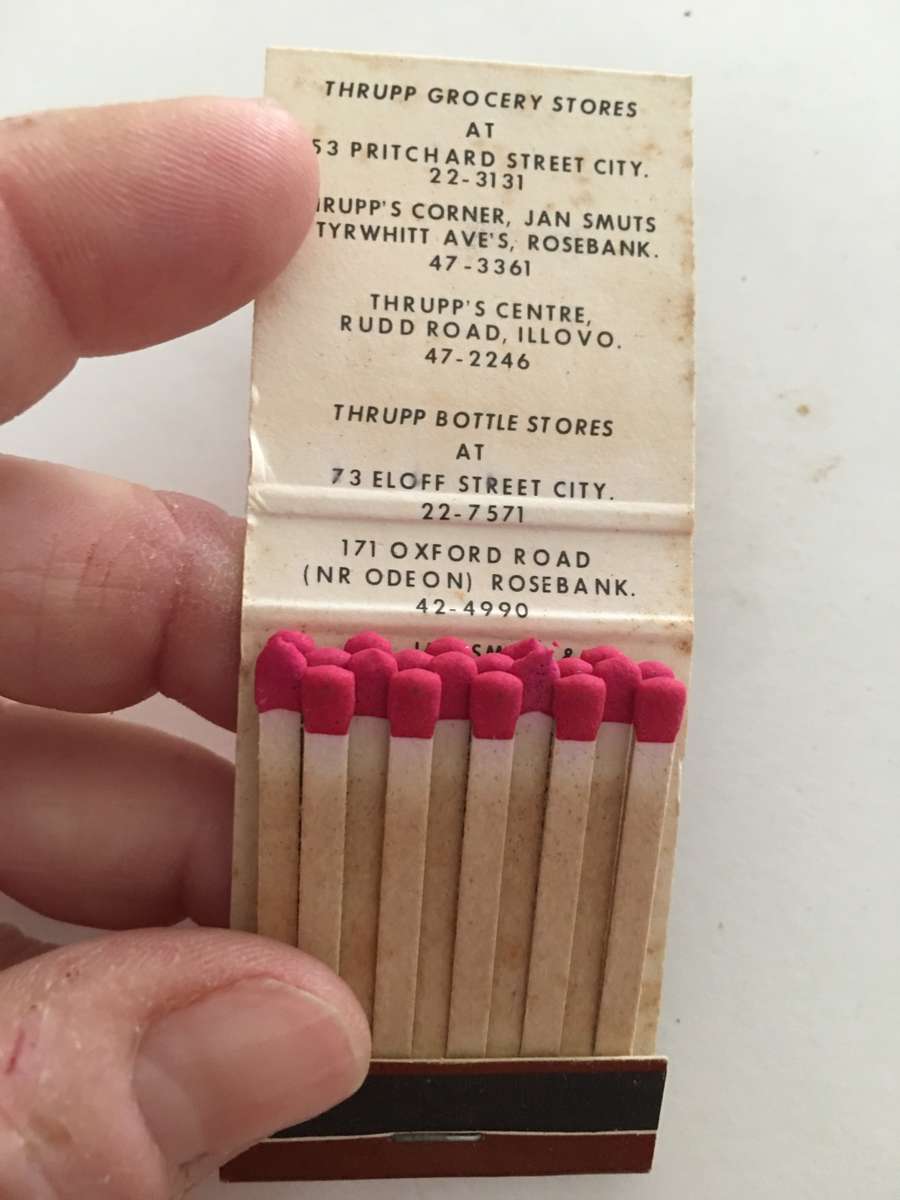 THRUPP GROCERY STORES
AT
53 PRITCHARD STREET CITY.
22-3131
CORNER, JAN SMUTS
TYRWHITT AVE'S, ROSEBANK.
47-3361
THRUPP'S CENTRE,
RUDD ROAD, ILLOVO.
47-2246
THRUPP BOTTLE STORES
AT
73 ELOFF STREET CITY.
22-7571
171 OXFORD ROAD
(NR ODEON) ROSEBANK.
42-4990
&